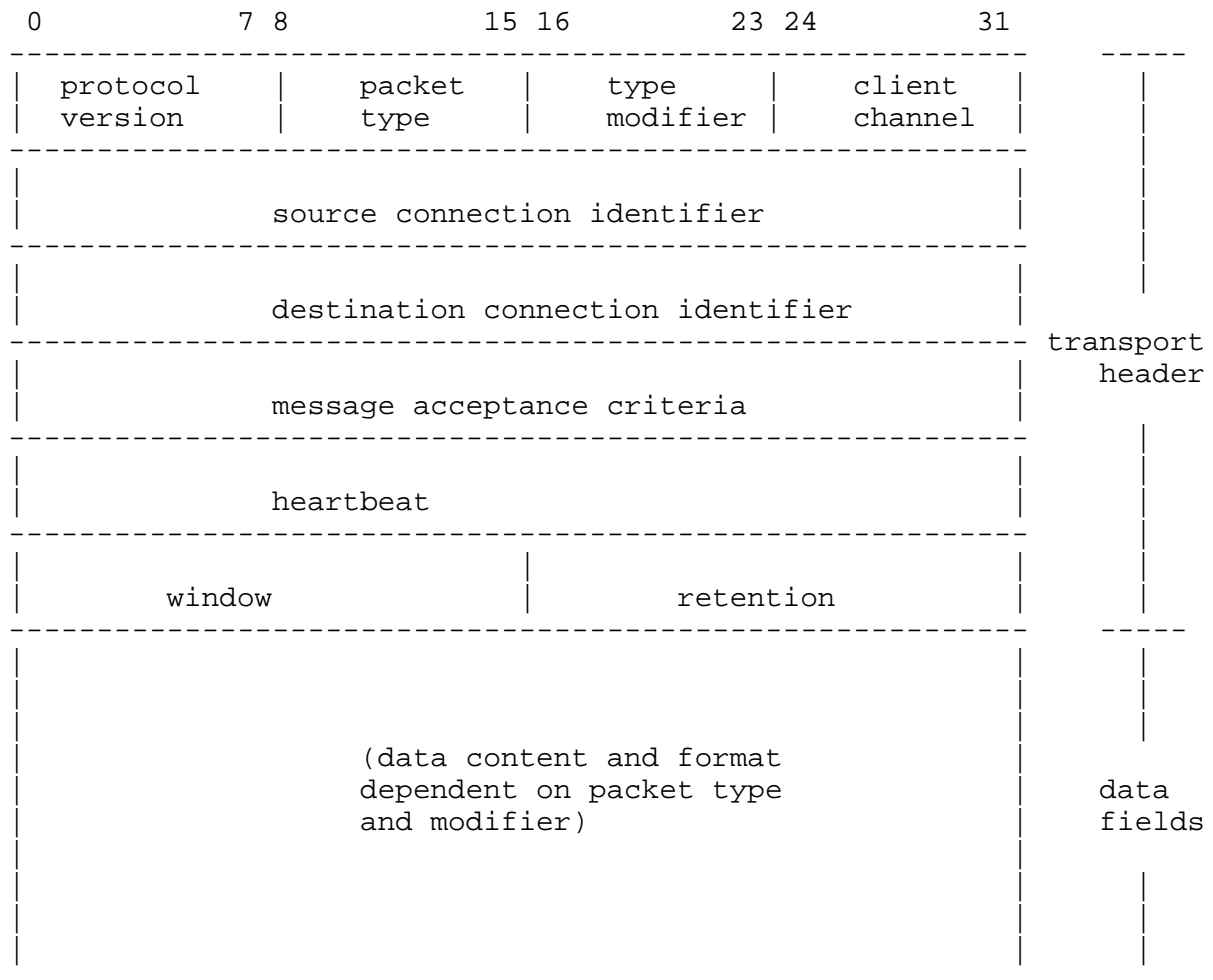 0 7 8 15 16 23 24 31
protocol packet type client
version type modifier channel
source connection identifier
destination connection identifier
transport
header
message acceptance criteria
heartbeat
window retention
(data content and format
dependent on packet type data
and modifier) fields